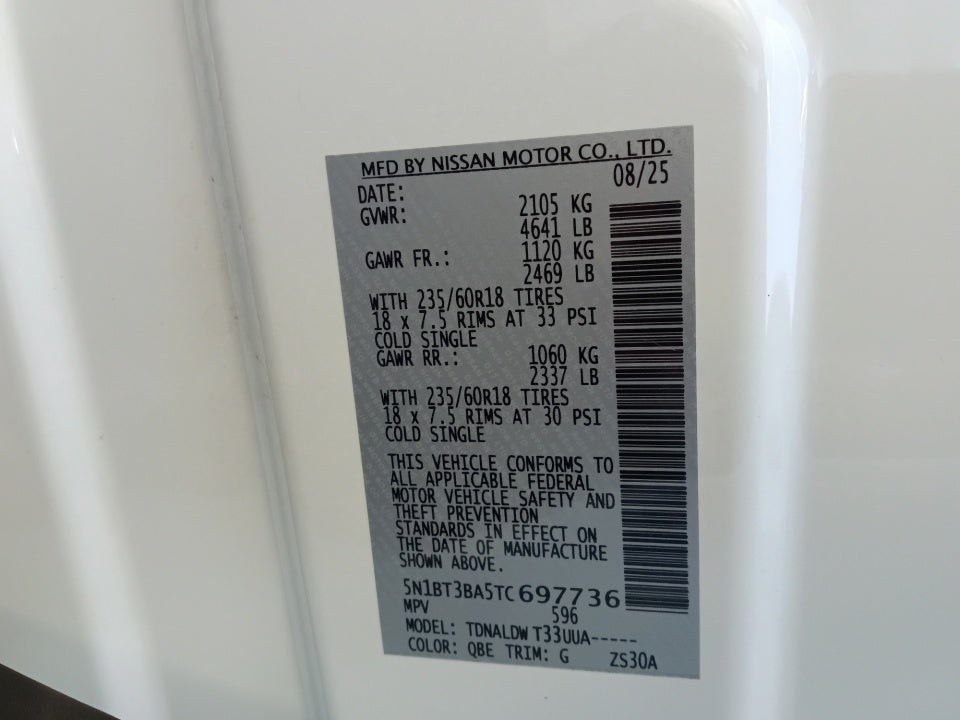 MFD BY NISSAN MOTOR CO., LTD.
DATE: 08/25
GVWR: 2105 KG
4641 LB
GAWR FR.: 1120 KG
2469 LB
WITH 235/60R18 TIRES
18 x 7.5 RIMS AT 33 PSI
COLD SINGLE
GAWR RR.: 1060 KG
2337 LB
WITH 235/60R18 TIRES
18 x 7.5 RIMS AT 30 PSI
COLD SINGLE
THIS VEHICLE CONFORMS TO
ALL APPLICABLE FEDERAL
MOTOR VEHICLE SAFETY AND
THEFT PREVENTION
STANDARDS IN EFFECT ON
THE DATE OF MANUFACTURE
SHOWN ABOVE.
5N1BT3BA5TC697736
MPV 596
MODEL: TDNALDW T33UUA-----
COLOR: QBE TRIM: G ZS30A